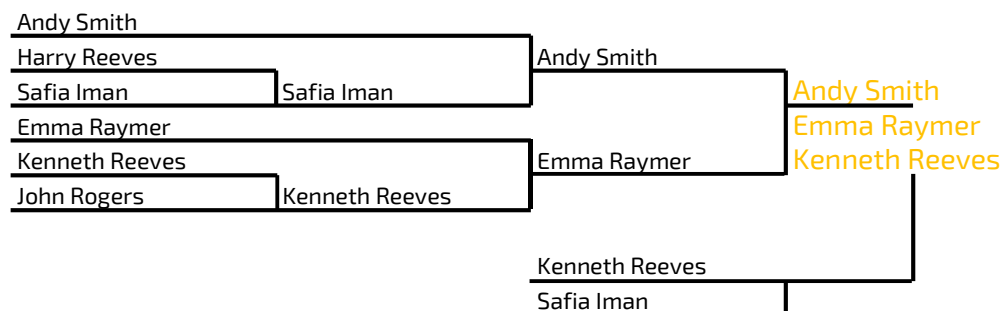 Andy Smith
Harry Reeves
Safia Iman
Safia Iman
Andy Smith
Emma Raymer
Kenneth Reeves
John Rogers
Kenneth Reeves
Emma Raymer
Andy Smith
Emma Raymer
Kenneth Reeves
Kenneth Reeves
Safia Iman